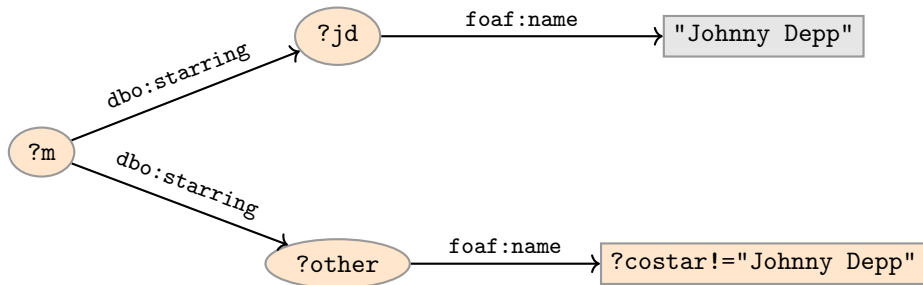 ?jd
foaf:name
"Johnny Depp"
dbo:starring
?m
dbo:starring
?other
foaf:name
?costar!="Johnny Depp"